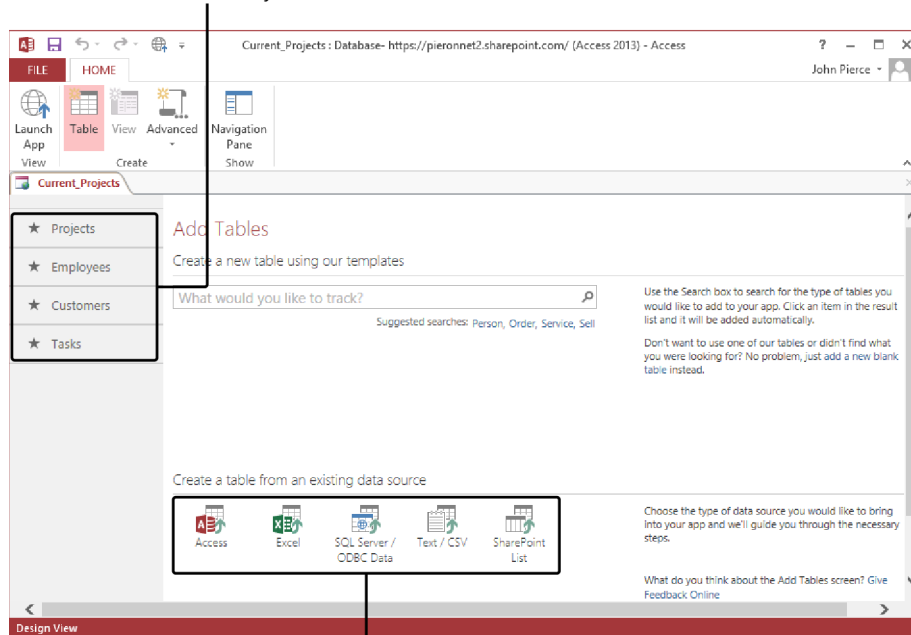 Current_Projects : Database- https://pieronnet2.sharepoint.com/ (Access 2013) - Access
?
FILE HOME
John Pierce
Launch App
Table
View
Advanced
Navigation Pane
View
Create
Show
Current_Projects
Projects
Employees
Customers
Tasks
Add Tables
Create a new table using our templates
What would you like to track?
Suggested searches: Person, Order, Service, Sell
Use the Search box to search for the type of tables you
would like to add to your app. Click an item in the result
list and it will be added automatically.
Don't want to use one of our tables or didn't find what
you were looking for? No problem, just add a new blank
table instead.
Create a table from an existing data source
Access
Excel
SQL Server /
ODBC Data
Text / CSV
SharePoint
List
Choose the type of data source you would like to bring
into your app and we'll guide you through the necessary
steps.
What do you think about the Add Tables screen? Give
Feedback Online
Design View